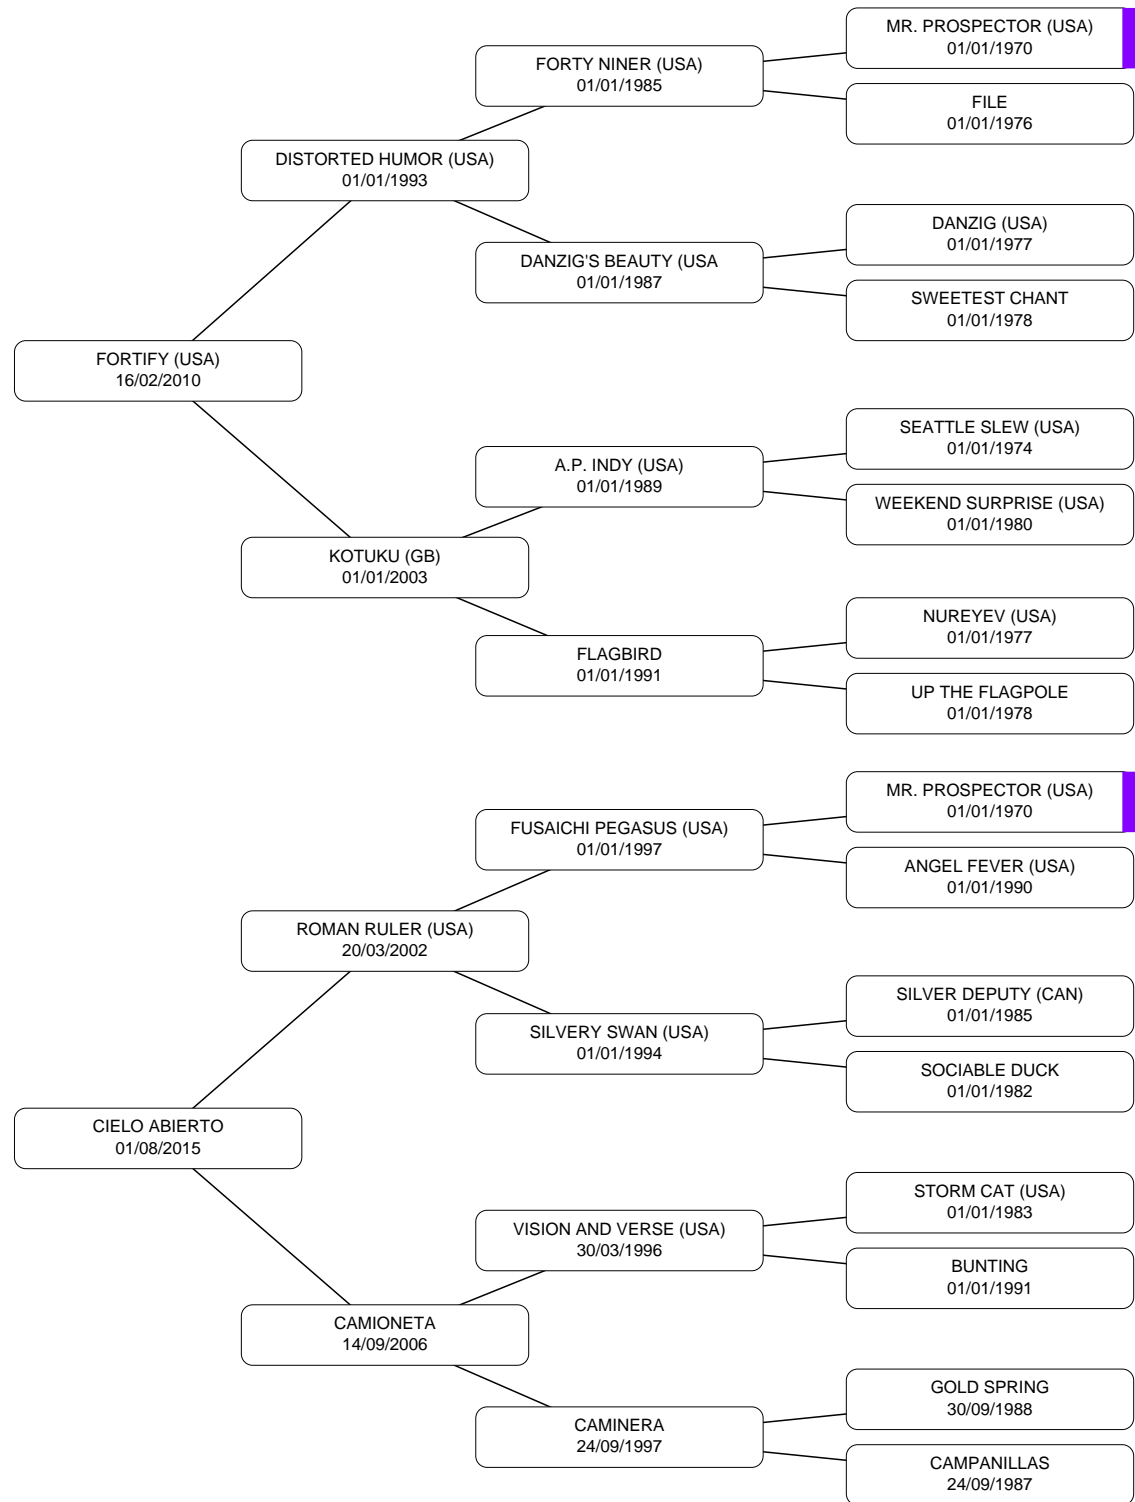 MR. PROSPECTOR (USA)
01/01/1970
FORTY NINER (USA)
01/01/1985
FILE
01/01/1976
DISTORTED HUMOR (USA)
01/01/1993
DANZIG (USA)
01/01/1977
DANZIG'S BEAUTY (USA
01/01/1987
SWEETEST CHANT
01/01/1978
FORTIFY (USA)
16/02/2010
SEATTLE SLEW (USA)
01/01/1974
A.P. INDY (USA)
01/01/1989
WEEKEND SURPRISE (USA)
01/01/1980
KOTUKU (GB)
01/01/2003
NUREYEV (USA)
01/01/1977
FLAGBIRD
01/01/1991
UP THE FLAGPOLE
01/01/1978
MR. PROSPECTOR (USA)
01/01/1970
FUSAICHI PEGASUS (USA)
01/01/1997
ANGEL FEVER (USA)
01/01/1990
ROMAN RULER (USA)
20/03/2002
SILVER DEPUTY (CAN)
01/01/1985
SILVERY SWAN (USA)
01/01/1994
SOCIABLE DUCK
01/01/1982
CIELO ABIERTO
01/08/2015
STORM CAT (USA)
01/01/1983
VISION AND VERSE (USA)
30/03/1996
BUNTING
01/01/1991
CAMIONETA
14/09/2006
GOLD SPRING
30/09/1988
CAMINERA
24/09/1997
CAMPANILLAS
24/09/1987